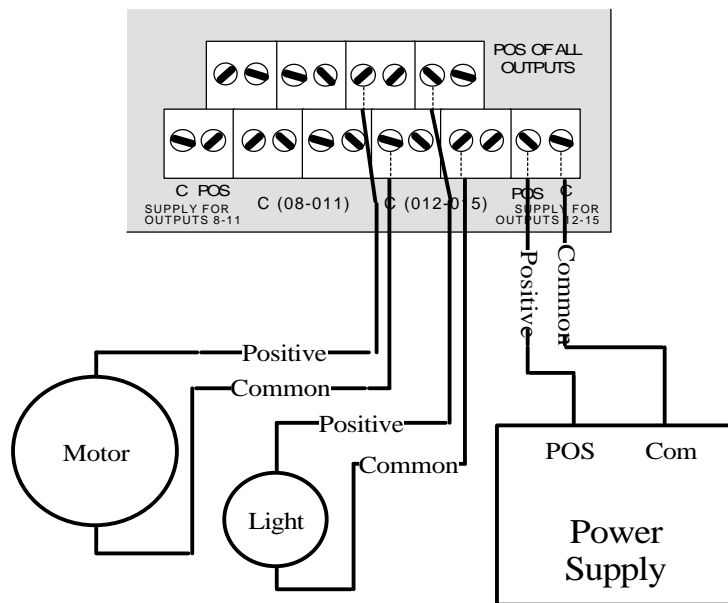 POS OF ALL
OUTPUTS
C POS
SUPPLY FOR
OUTPUTS 8-11
C (08-011)
C (012-015)
POS C
SUPPLY FOR
OUTPUTS 12-15
Positive
Common
Positive
Common
Positive
Common
Motor
Light
POS Com
Power
Supply